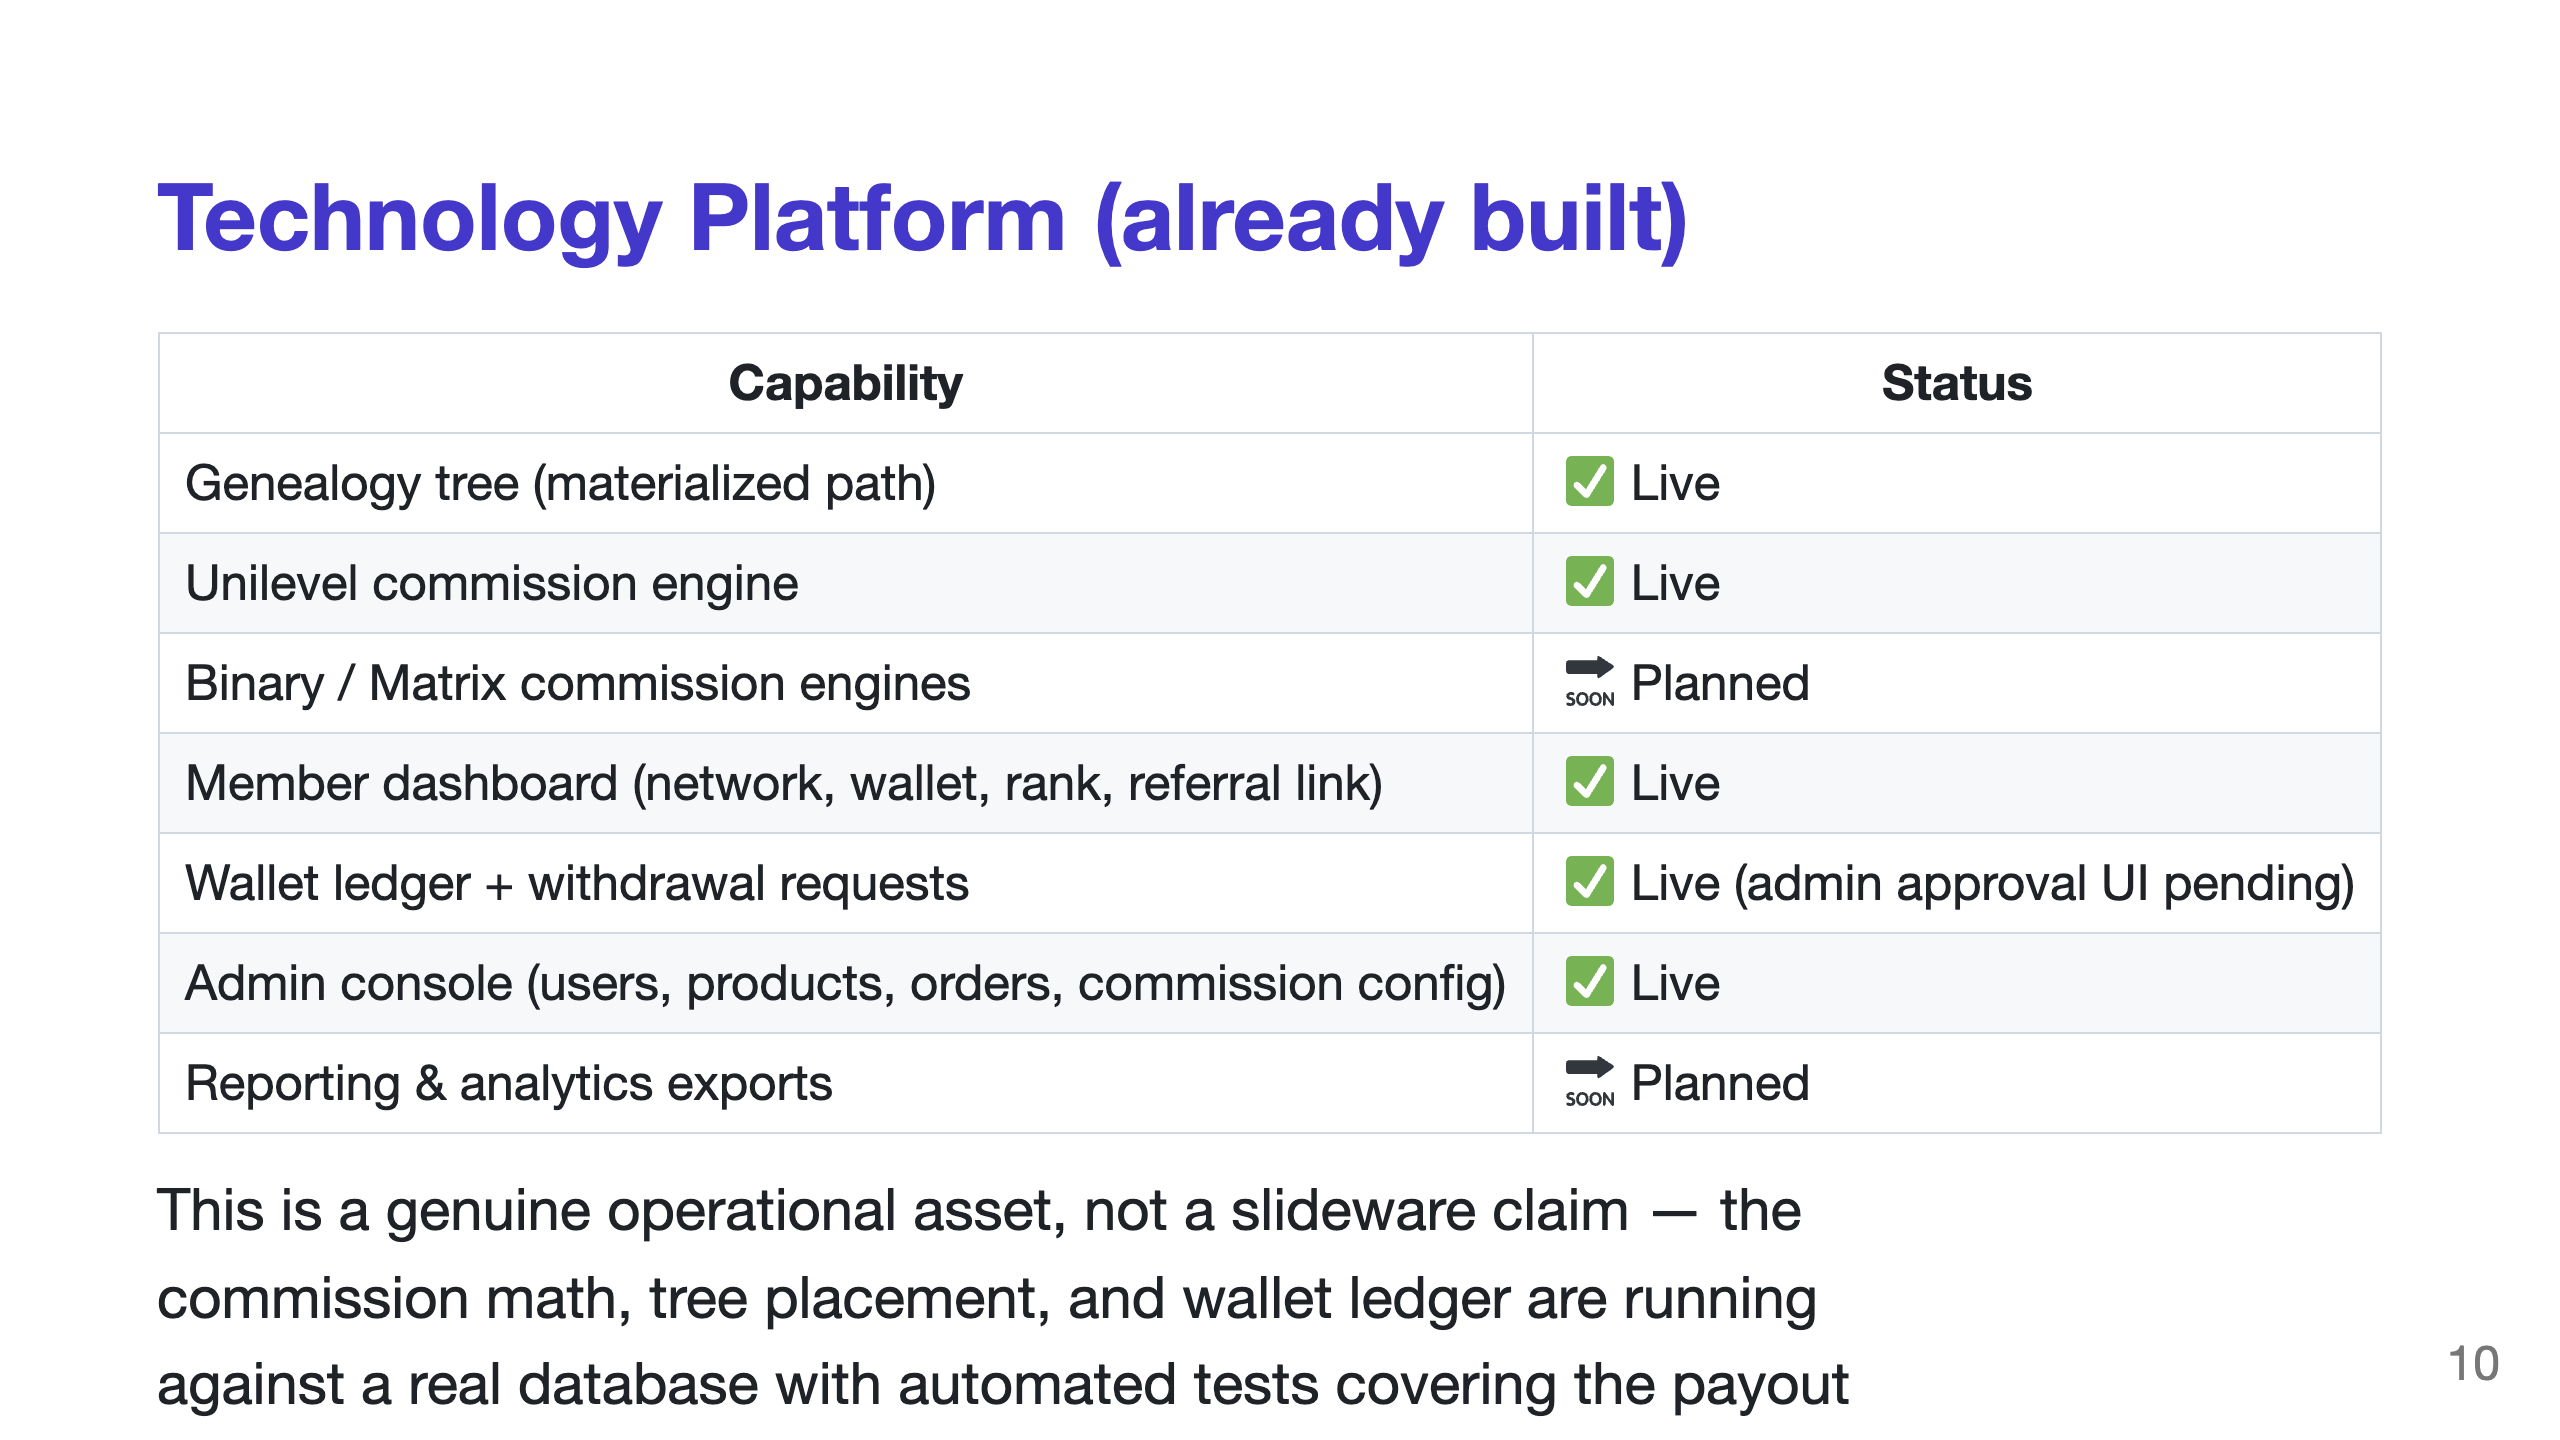 Technology Platform (already built)
Capability Status
Genealogy tree (materialized path) ✅ Live
Unilevel commission engine ✅ Live
Binary / Matrix commission engines 🔜 Planned
Member dashboard (network, wallet, rank, referral link) ✅ Live
Wallet ledger + withdrawal requests ✅ Live (admin approval UI pending)
Admin console (users, products, orders, commission config) ✅ Live
Reporting & analytics exports 🔜 Planned
This is a genuine operational asset, not a slideware claim — the
commission math, tree placement, and wallet ledger are running
against a real database with automated tests covering the payout
10